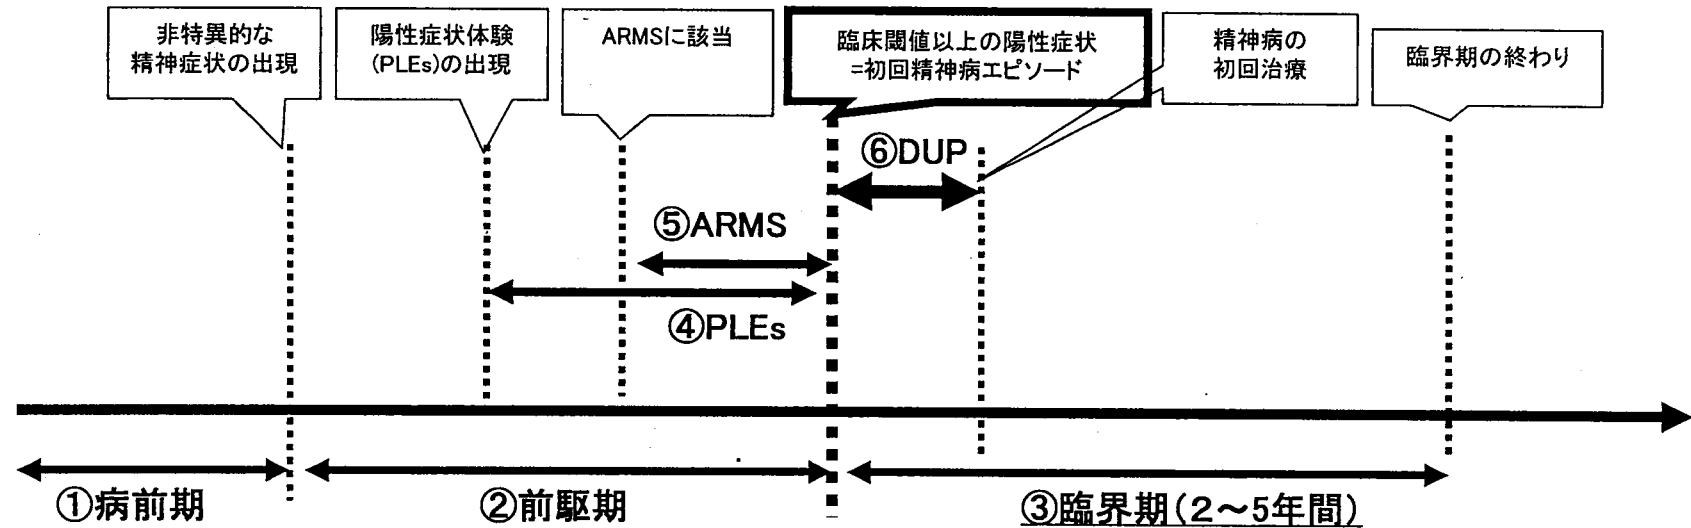 非特異的な
精神症状の出現
陽性症状体験
(PLEs)の出現
ARMSに該当
臨床閾値以上の陽性症状
=初回精神病エピソード
精神病の
初回治療
臨界期の終わり
⑥DUP
⑤ARMS
④PLEs
①病前期
②前駆期
③臨界期(2~5年間)